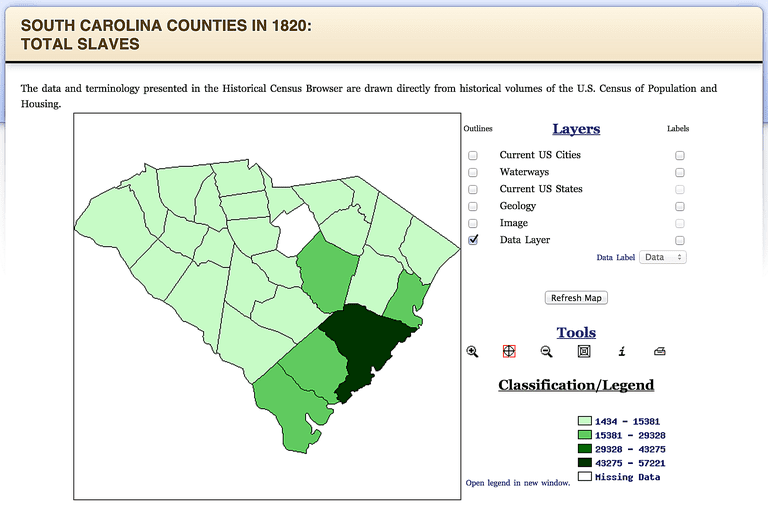 SOUTH CAROLINA COUNTIES IN 1820:
TOTAL SLAVES
The data and terminology presented in the Historical Census Browser are drawn directly from historical volumes of the U.S. Census of Population and
Housing.
Outlines Layers Labels
Current US Cities
Waterways
Current US States
Geology
Image
Data Layer
Data Label Data
Refresh Map
Tools
i
Classification/Legend
1434 - 15381
15381 - 29328
29328 - 43275
43275 - 57221
Missing Data
Open legend in new window.